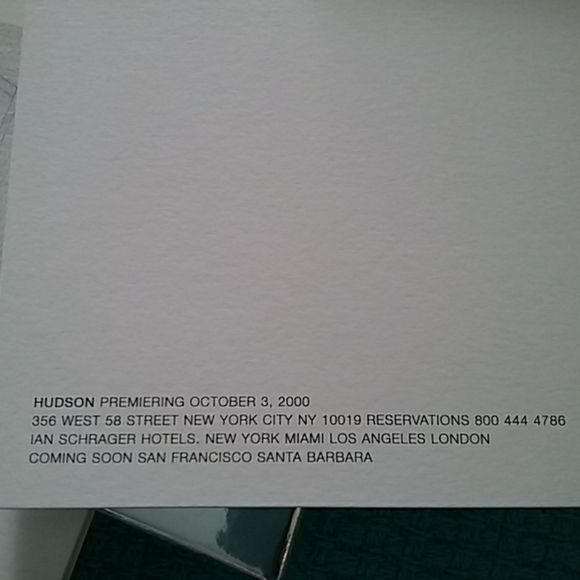 HUDSON PREMIERING OCTOBER 3, 2000
356 WEST 58 STREET NEW YORK CITY NY 10019 RESERVATIONS 800 444 4786
IAN SCHRAGER HOTELS. NEW YORK MIAMI LOS ANGELES LONDON
COMING SOON SAN FRANCISCO SANTA BARBARA